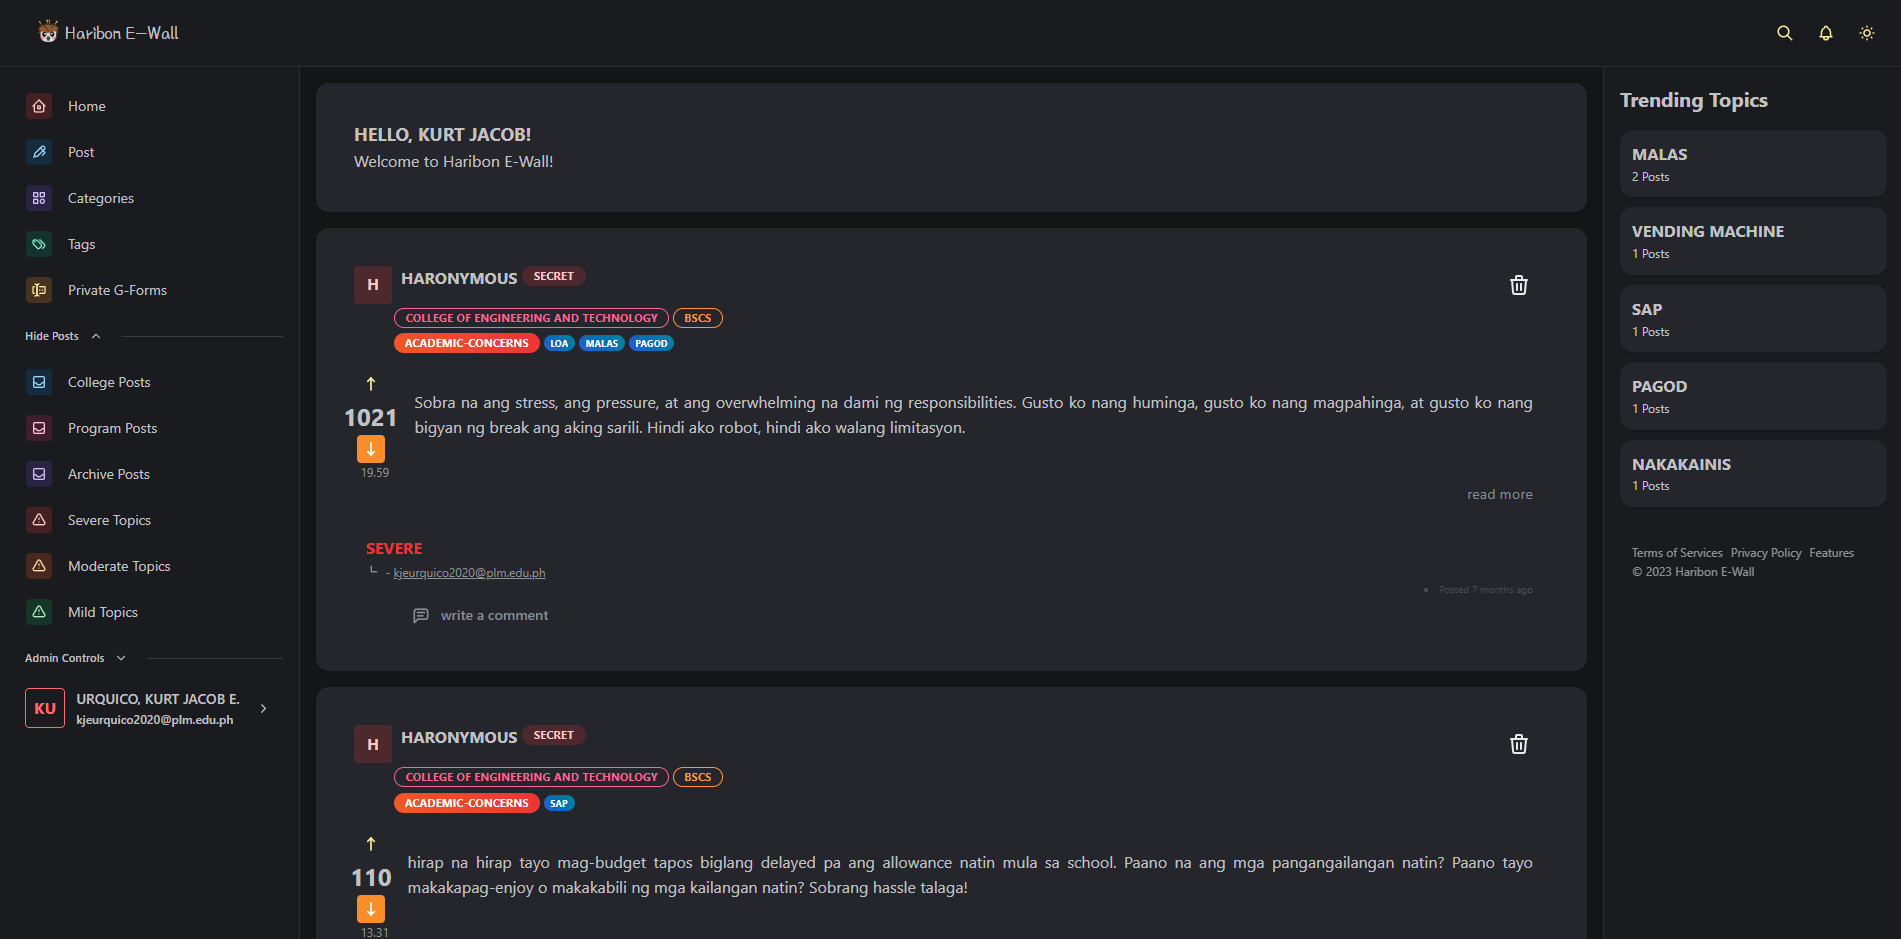 Haribon E-Wall
Home
Post
Categories
Tags
Private G-Forms
Hide Posts
College Posts
Program Posts
Archive Posts
Severe Topics
Moderate Topics
Mild Topics
Admin Controls
KU
URQUICO, KURT JACOB E.
kjeurquico2020@plm.edu.ph
HELLO, KURT JACOB!
Welcome to Haribon E-Wall!
H HARONYMOUS SECRET
COLLEGE OF ENGINEERING AND TECHNOLOGY BSCS
ACADEMIC-CONCERNS LOA MALAS PAGOD
1021
19.59
Sobra na ang stress, ang pressure, at ang overwhelming na dami ng responsibilities. Gusto ko nang huminga, gusto ko nang magpahinga, at gusto ko nang
bigyan ng break ang aking sarili. Hindi ako robot, hindi ako walang limitasyon.
read more
SEVERE
- kjeurquico2020@plm.edu.ph
Posted 7 months ago
write a comment
H HARONYMOUS SECRET
COLLEGE OF ENGINEERING AND TECHNOLOGY BSCS
ACADEMIC-CONCERNS SAP
110
13.31
hirap na hirap tayo mag-budget tapos biglang delayed pa ang allowance natin mula sa school. Paano na ang mga pangangailangan natin? Paano tayo
makakapag-enjoy o makakabili ng mga kailangan natin? Sobrang hassle talaga!
Trending Topics
MALAS
2 Posts
VENDING MACHINE
1 Posts
SAP
1 Posts
PAGOD
1 Posts
NAKAKAINIS
1 Posts
Terms of Services Privacy Policy Features
© 2023 Haribon E-Wall